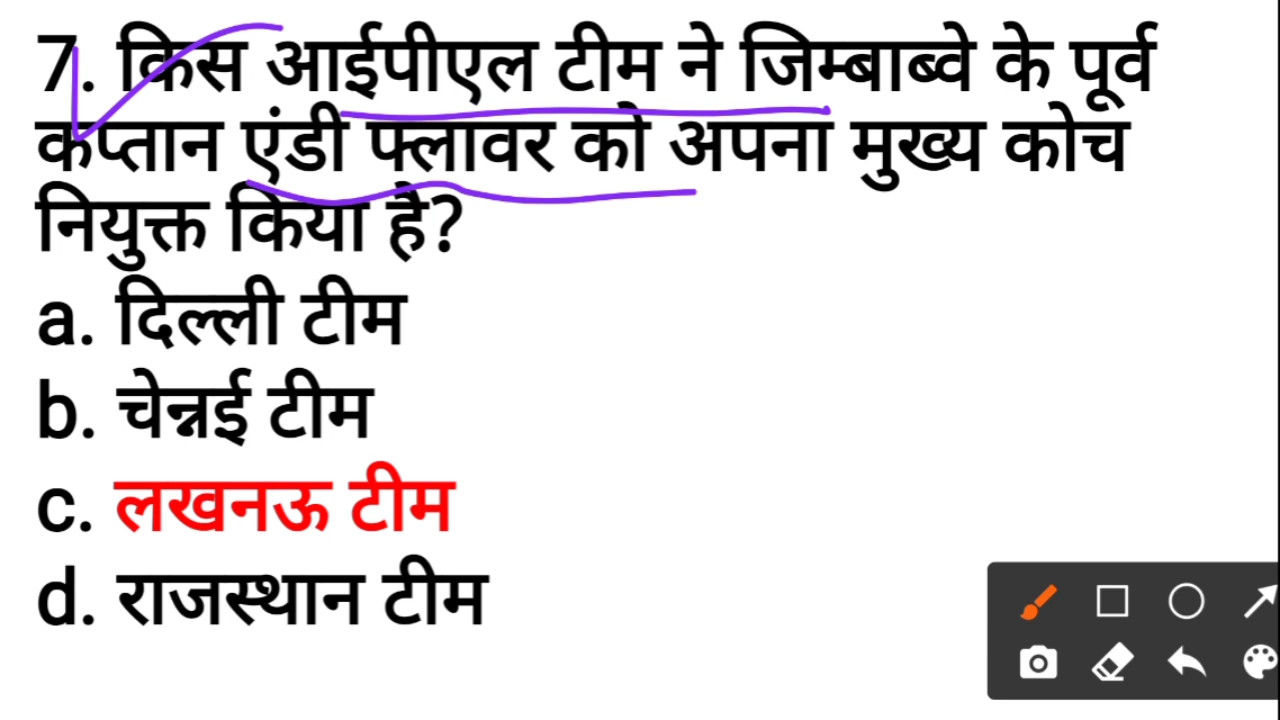 7. किस आईपीएल टीम ने जिम्बाब्वे के पूर्व
कप्तान एंडी फ्लावर को अपना मुख्य कोच
नियुक्त किया है?
a. दिल्ली टीम
b. चेन्नई टीम
c. लखनऊ टीम
d. राजस्थान टीम